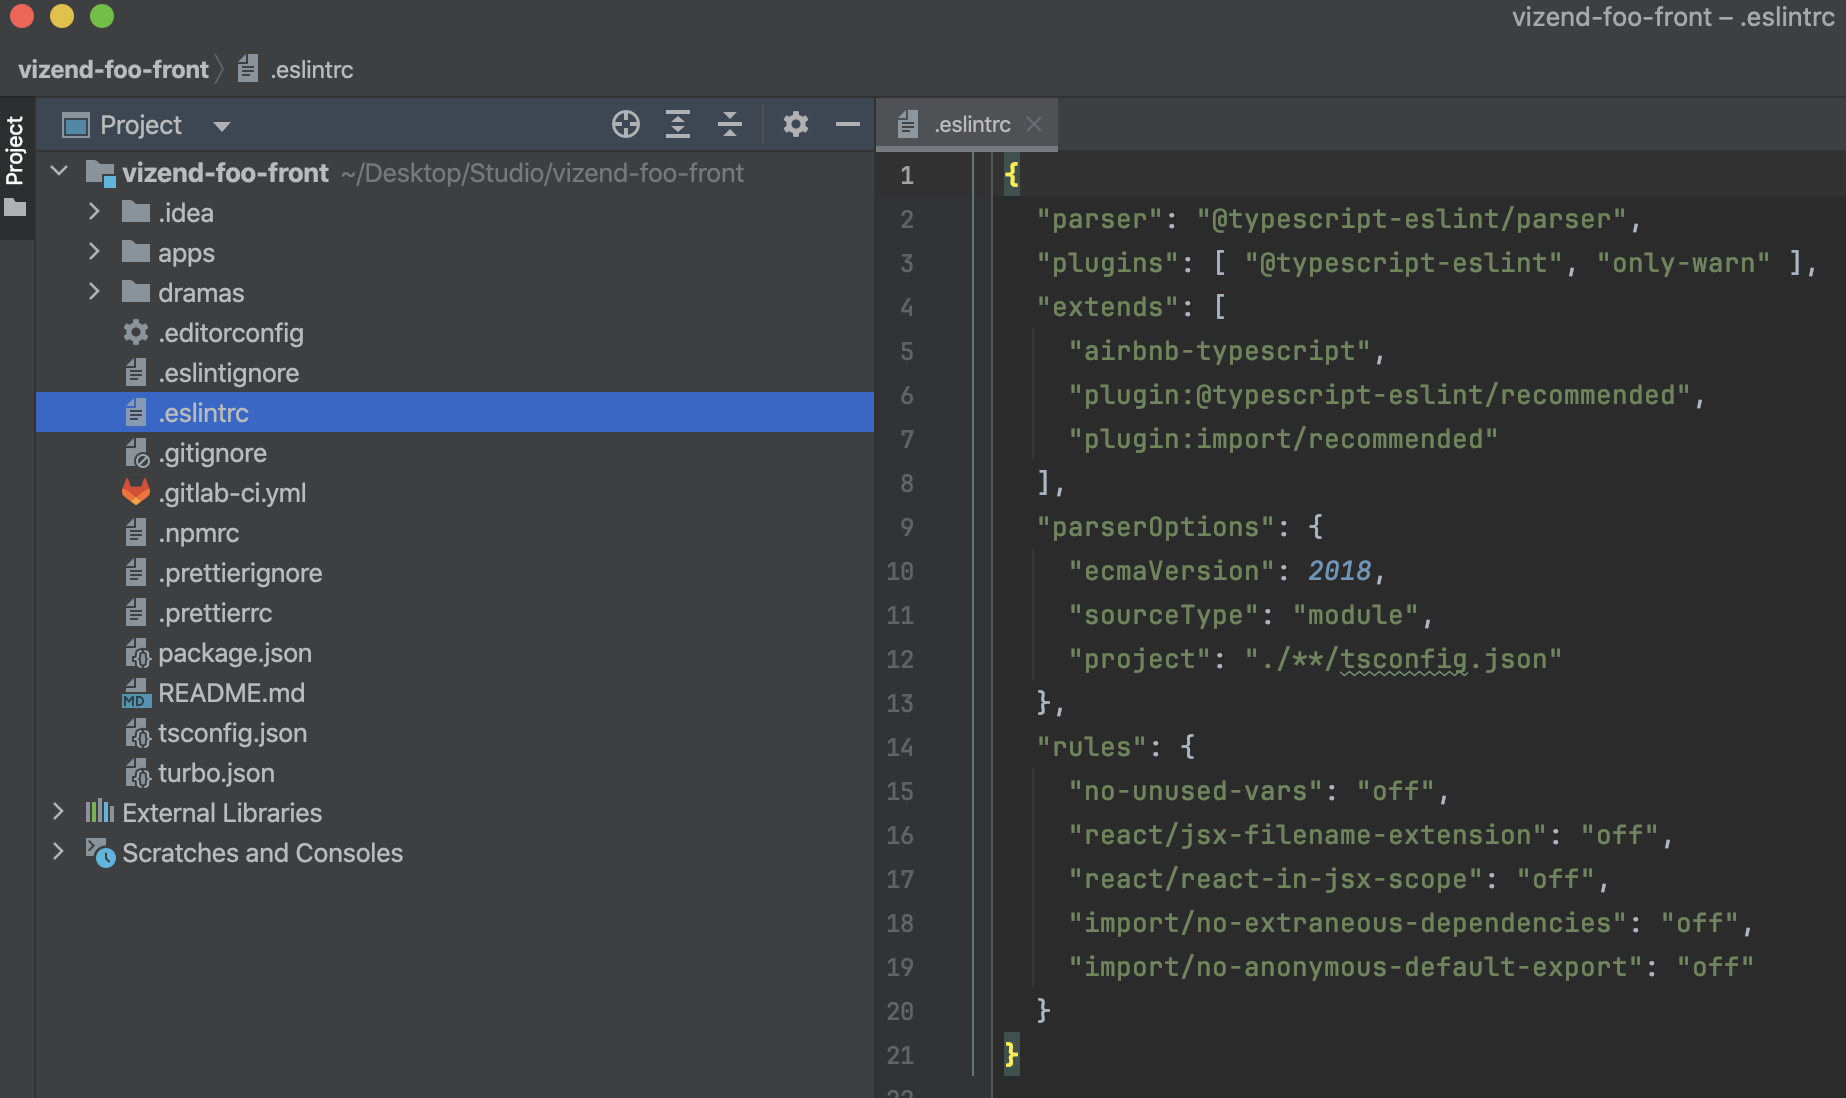 vizend-foo-front – .eslintrc
vizend-foo-front .eslintrc
Project
Project
vizend-foo-front ~/Desktop/Studio/vizend-foo-front
.idea
apps
dramas
.editorconfig
.eslintignore
.eslintrc
.gitignore
.gitlab-ci.yml
.npmrc
.prettierignore
.prettierrc
package.json
MD README.md
tsconfig.json
turbo.json
External Libraries
Scratches and Consoles
.eslintrc
1 {
2 "parser": "@typescript-eslint/parser",
3 "plugins": [ "@typescript-eslint", "only-warn" ],
4 "extends": [
5 "airbnb-typescript",
6 "plugin:@typescript-eslint/recommended",
7 "plugin:import/recommended"
8 ],
9 "parserOptions": {
10 "ecmaVersion": 2018,
11 "sourceType": "module",
12 "project": "./**/tsconfig.json"
13 },
14 "rules": {
15 "no-unused-vars": "off",
16 "react/jsx-filename-extension": "off",
17 "react/react-in-jsx-scope": "off",
18 "import/no-extraneous-dependencies": "off",
19 "import/no-anonymous-default-export": "off"
20 }
21 }
22